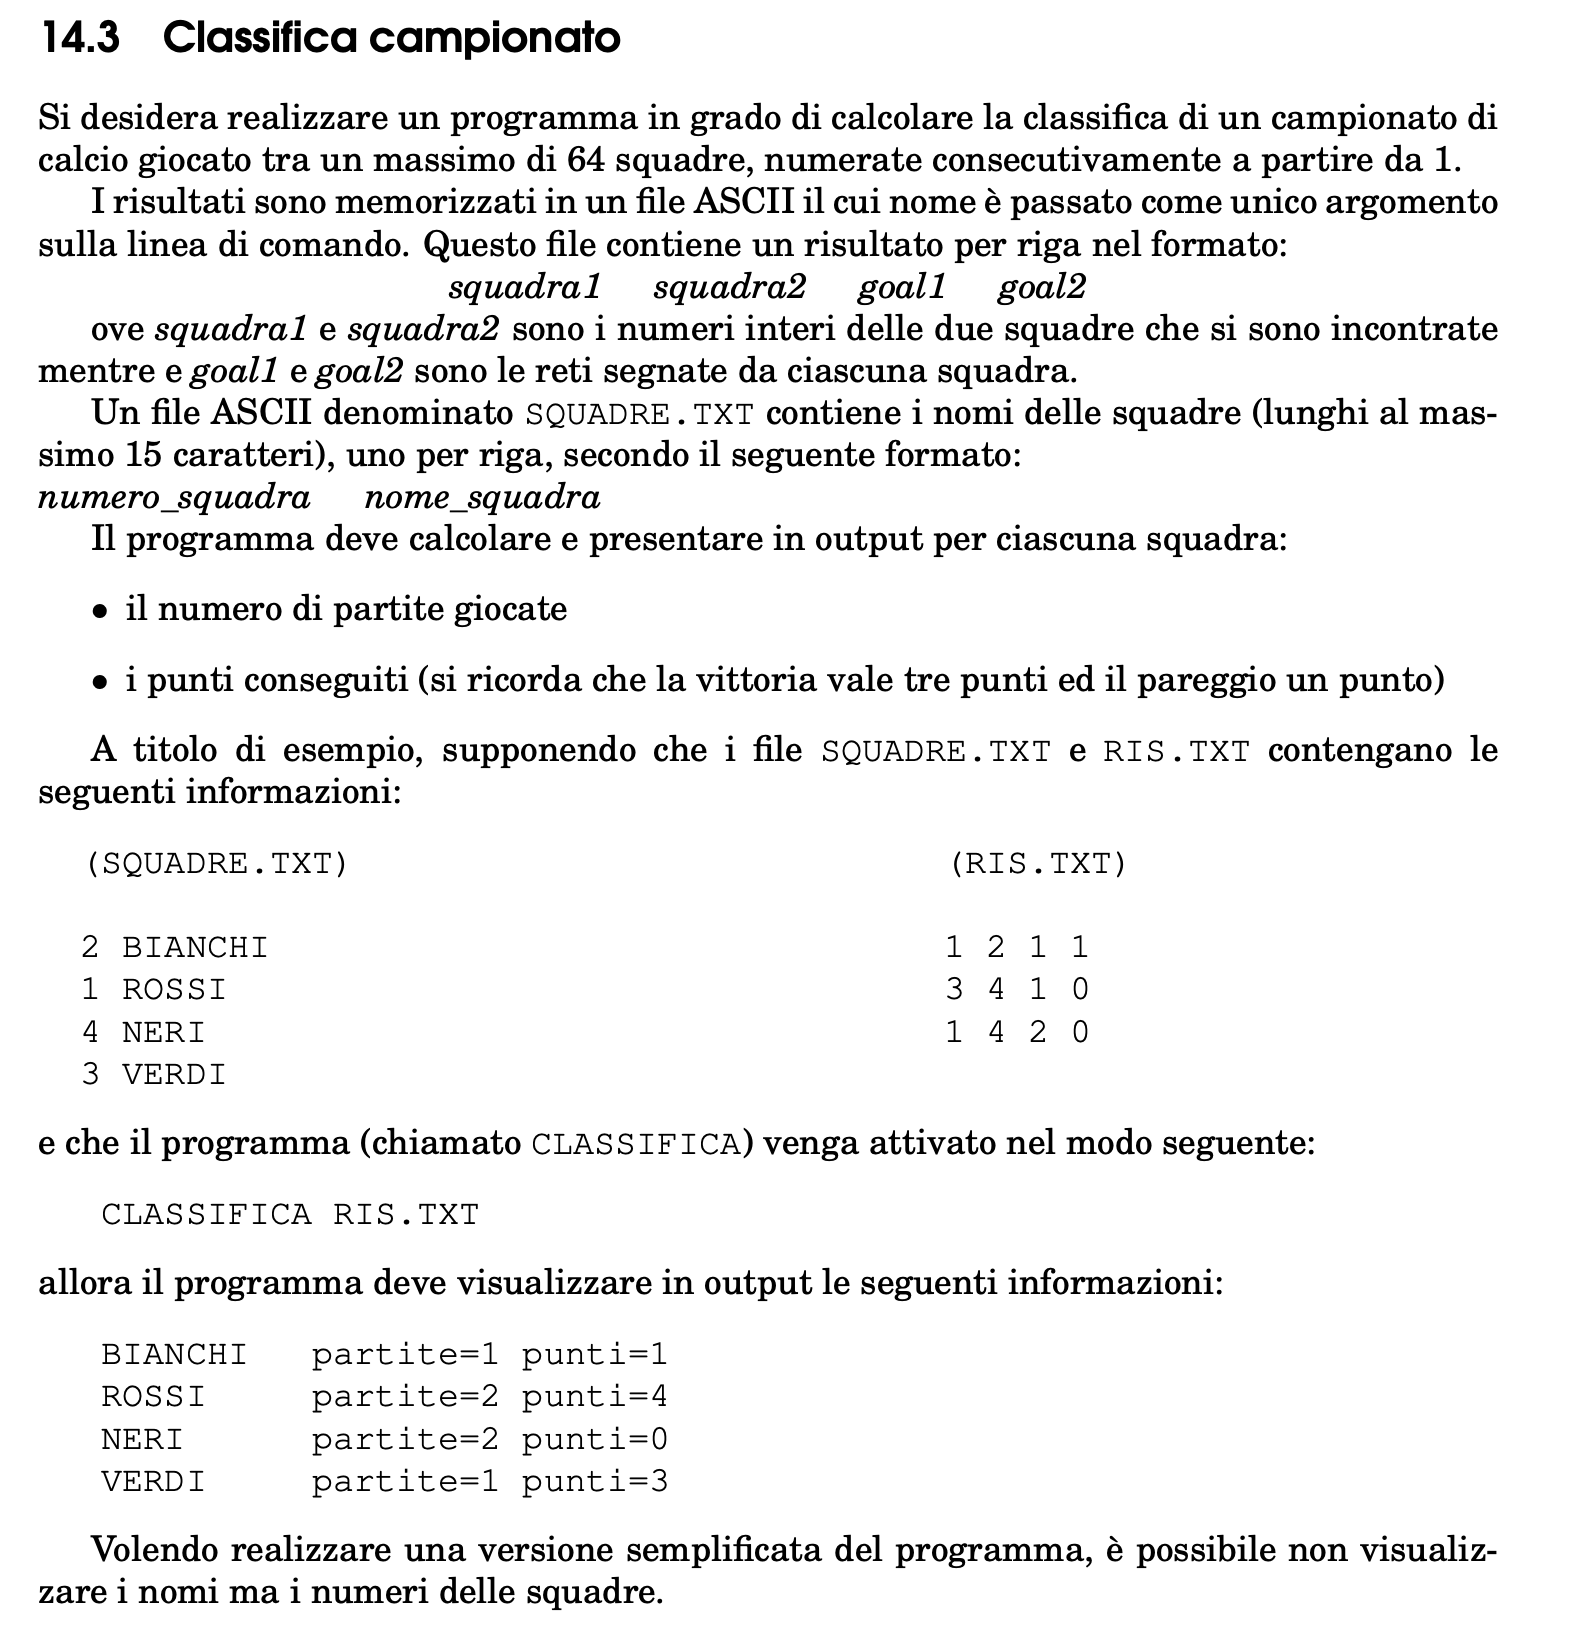 14.3 Classifica campionato
Si desidera realizzare un programma in grado di calcolare la classifica di un campionato di
calcio giocato tra un massimo di 64 squadre, numerate consecutivamente a partire da 1.
I risultati sono memorizzati in un file ASCII il cui nome è passato come unico argomento
sulla linea di comando. Questo file contiene un risultato per riga nel formato:
squadra1 squadra2 goal1 goal2
ove squadra1 e squadra2 sono i numeri interi delle due squadre che si sono incontrate
mentre e goal1 e goal2 sono le reti segnate da ciascuna squadra.
Un file ASCII denominato SQUADRE.TXT contiene i nomi delle squadre (lunghi al mas-
simo 15 caratteri), uno per riga, secondo il seguente formato:
numero_squadra nome_squadra
Il programma deve calcolare e presentare in output per ciascuna squadra:
• il numero di partite giocate
• i punti conseguiti (si ricorda che la vittoria vale tre punti ed il pareggio un punto)
A titolo di esempio, supponendo che i file SQUADRE.TXT e RIS.TXT contengano le
seguenti informazioni:
(SQUADRE.TXT) (RIS.TXT)
2 BIANCHI 1 2 1 1
1 ROSSI 3 4 1 0
4 NERI 1 4 2 0
3 VERDI
e che il programma (chiamato CLASSIFICA) venga attivato nel modo seguente:
CLASSIFICA RIS.TXT
allora il programma deve visualizzare in output le seguenti informazioni:
BIANCHI partite=1 punti=1
ROSSI partite=2 punti=4
NERI partite=2 punti=0
VERDI partite=1 punti=3
Volendo realizzare una versione semplificata del programma, è possibile non visualiz-
zare i nomi ma i numeri delle squadre.